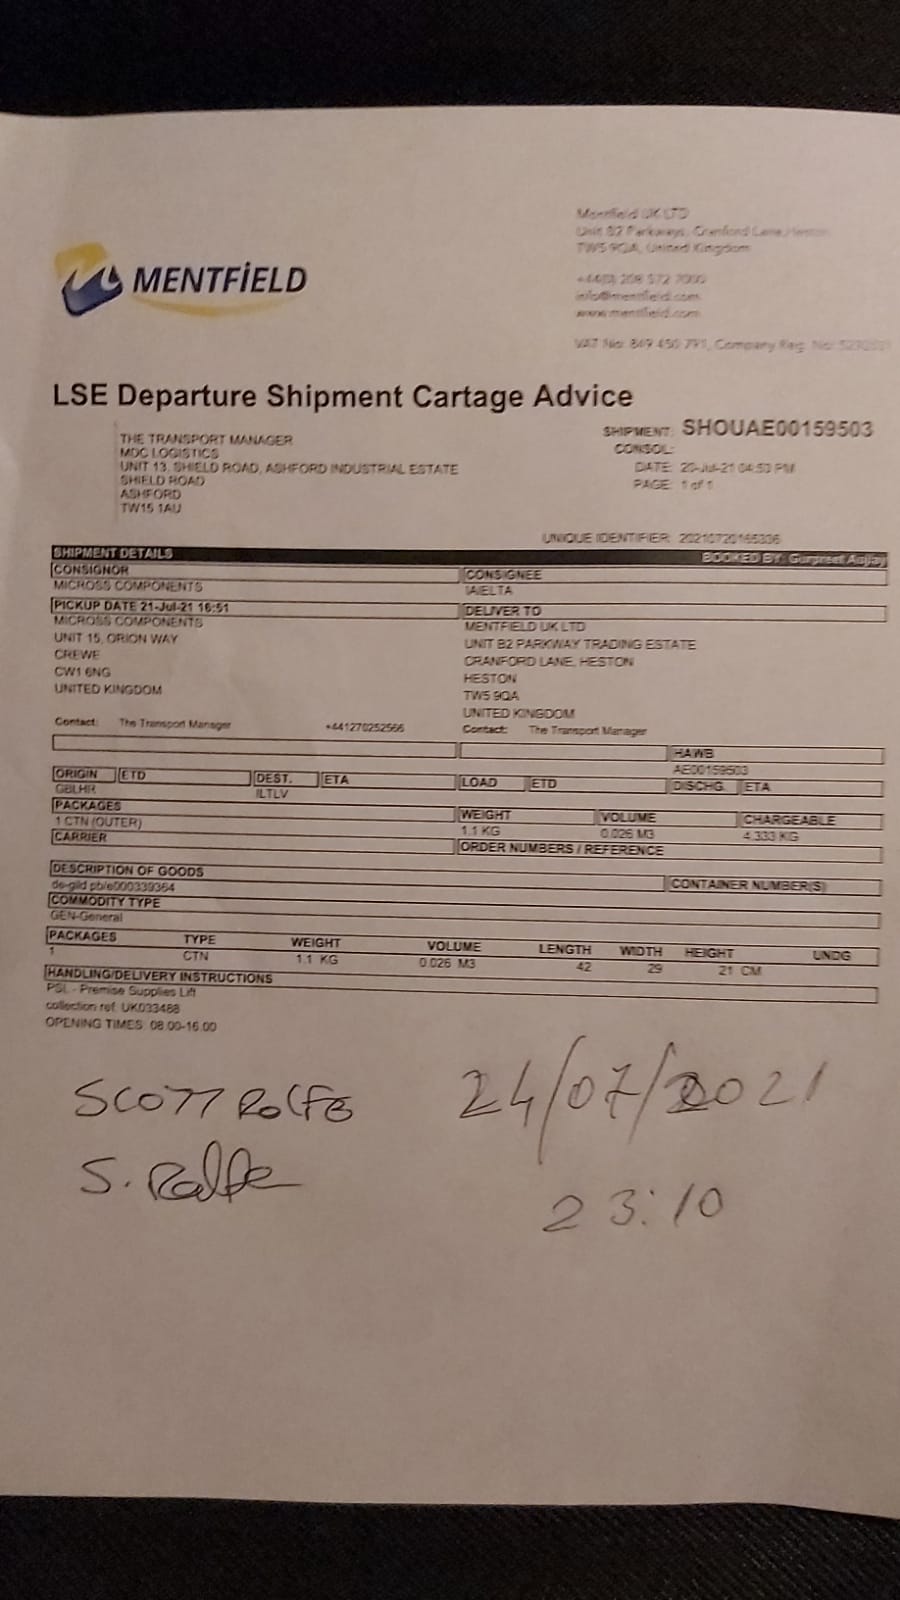 MENTFIELD
Mentfield UK LTD
Unit B2 Parkways, Cranford Lane, Heston
TW5 9QA, United Kingdom
+44(0) 208 572 7000
info@mentfield.com
www.mentfield.com
VAT No: 849 450 791, Company Reg. No:
LSE Departure Shipment Cartage Advice
THE TRANSPORT MANAGER
MDC LOGISTICS
UNIT 13, SHIELD ROAD, ASHFORD INDUSTRIAL ESTATE
SHIELD ROAD
ASHFORD
TW15 1AU
SHIPMENT: SHOUAE00159503
CONSOL:
DATE: 20-Jul-21 04:53 PM
PAGE: 1 of 1
UNIQUE IDENTIFIER: 20210720165336
SHIPMENT DETAILS BOOKED BY: Gurpreet
CONSIGNOR CONSIGNEE
MICROSS COMPONENTS IAIELTA
PICKUP DATE 21-Jul-21 16:51 DELIVER TO
MICROSS COMPONENTS MENTFIELD UK LTD
UNIT 15, ORION WAY UNIT B2 PARKWAY TRADING ESTATE
CREWE CRANFORD LANE, HESTON
CW1 6NG HESTON
UNITED KINGDOM TW5 9QA
UNITED KINGDOM
Contact: The Transport Manager +441270252566 Contact: The Transport Manager
HAWB
AE00159503
ORIGIN ETD DEST. ETA LOAD ETD DISCHG. ETA
GBLHR ILTLV
PACKAGES WEIGHT VOLUME CHARGEABLE
1 CTN (OUTER) 1.1 KG 0.026 M3 4.333 KG
CARRIER ORDER NUMBERS / REFERENCE
DESCRIPTION OF GOODS CONTAINER NUMBER(S)
de-gild pb/e000339364
COMMODITY TYPE
GEN-General
PACKAGES TYPE WEIGHT VOLUME LENGTH WIDTH HEIGHT UNDG
1 CTN 1.1 KG 0.026 M3 42 29 21 CM
HANDLING/DELIVERY INSTRUCTIONS
PSL - Premise Supplies Lift
collection ref: UK033488
OPENING TIMES 08.00-16.00
SCOTT ROLFE 24/07/2021
S. Rolfe 23:10